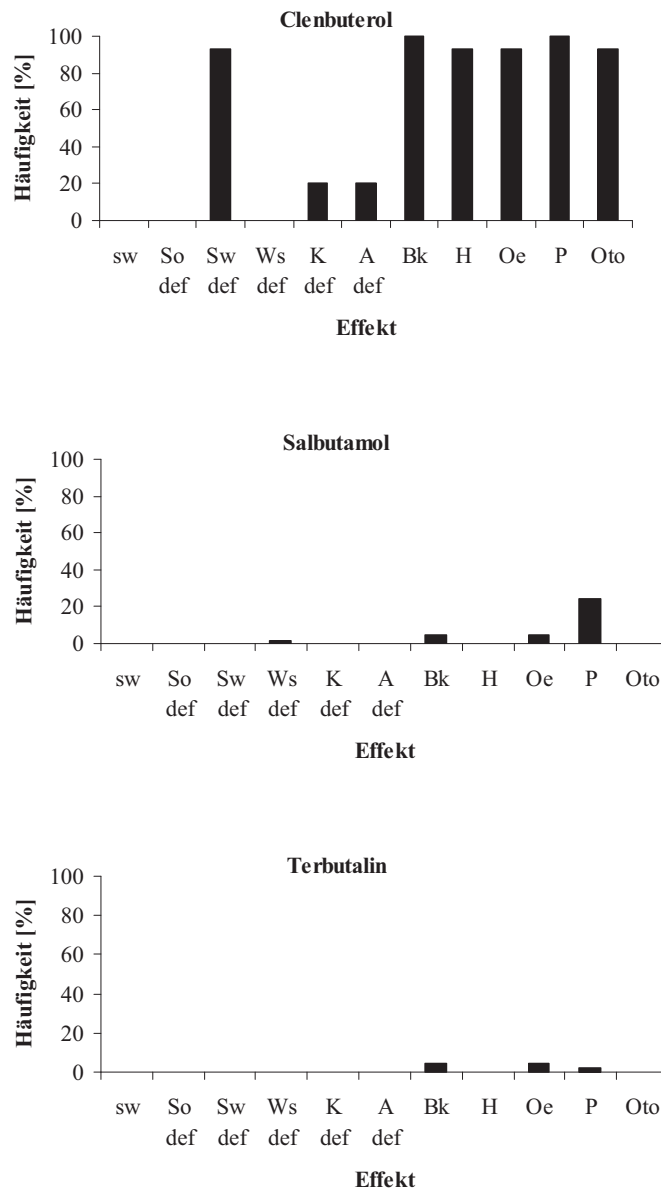 Clenbuterol
Häufigkeit [%]
100
80
60
40
20
0
sw So def Sw def Ws def K def A def Bk H Oe P Oto
Effekt
Salbutamol
Häufigkeit [%]
100
80
60
40
20
0
sw So def Sw def Ws def K def A def Bk H Oe P Oto
Effekt
Terbutalin
Häufigkeit [%]
100
80
60
40
20
0
sw So def Sw def Ws def K def A def Bk H Oe P Oto
Effekt